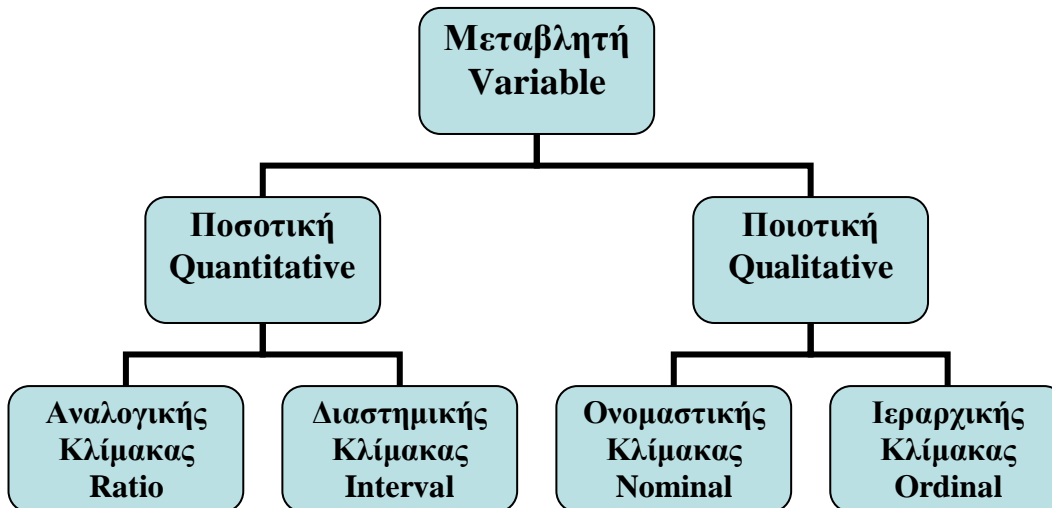 Μεταβλητή
Variable
Ποσοτική
Quantitative
Ποιοτική
Qualitative
Αναλογικής
Κλίμακας
Ratio
Διαστημικής
Κλίμακας
Interval
Ονομαστικής
Κλίμακας
Nominal
Ιεραρχικής
Κλίμακας
Ordinal